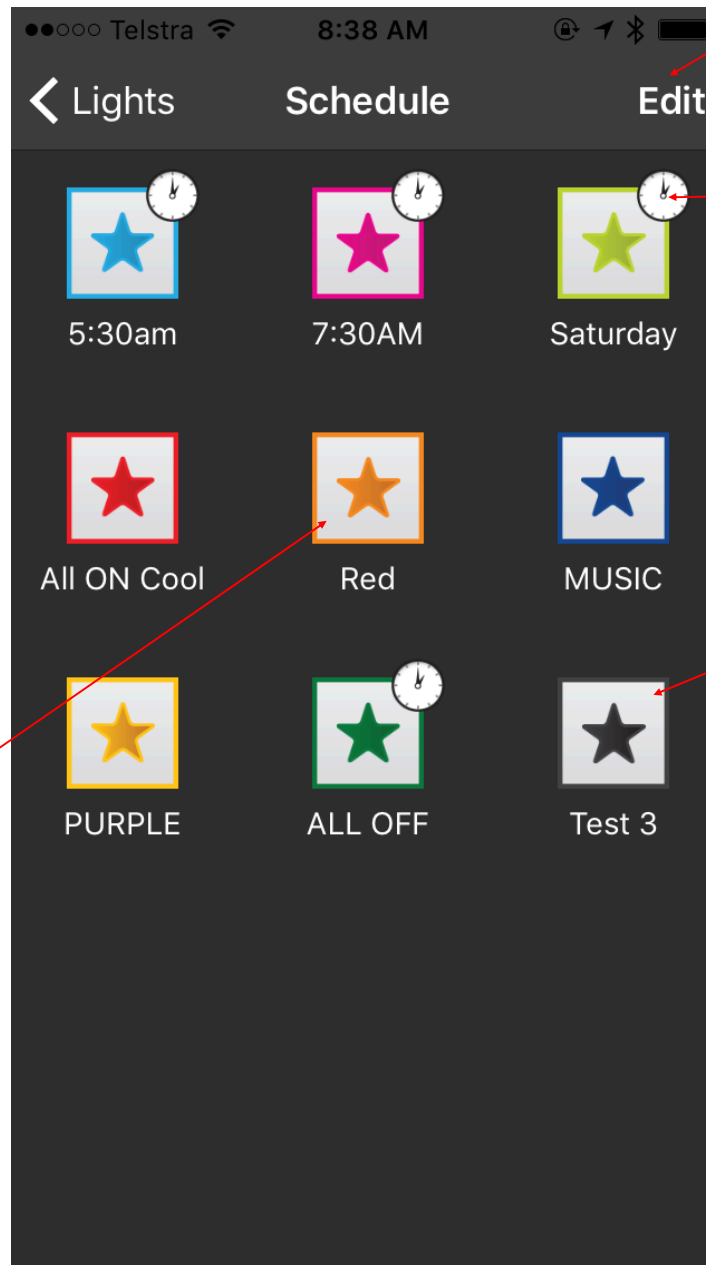 Telstra 8:38 AM
Lights Schedule Edit
5:30am 7:30AM Saturday
All ON Cool Red MUSIC
PURPLE ALL OFF Test 3